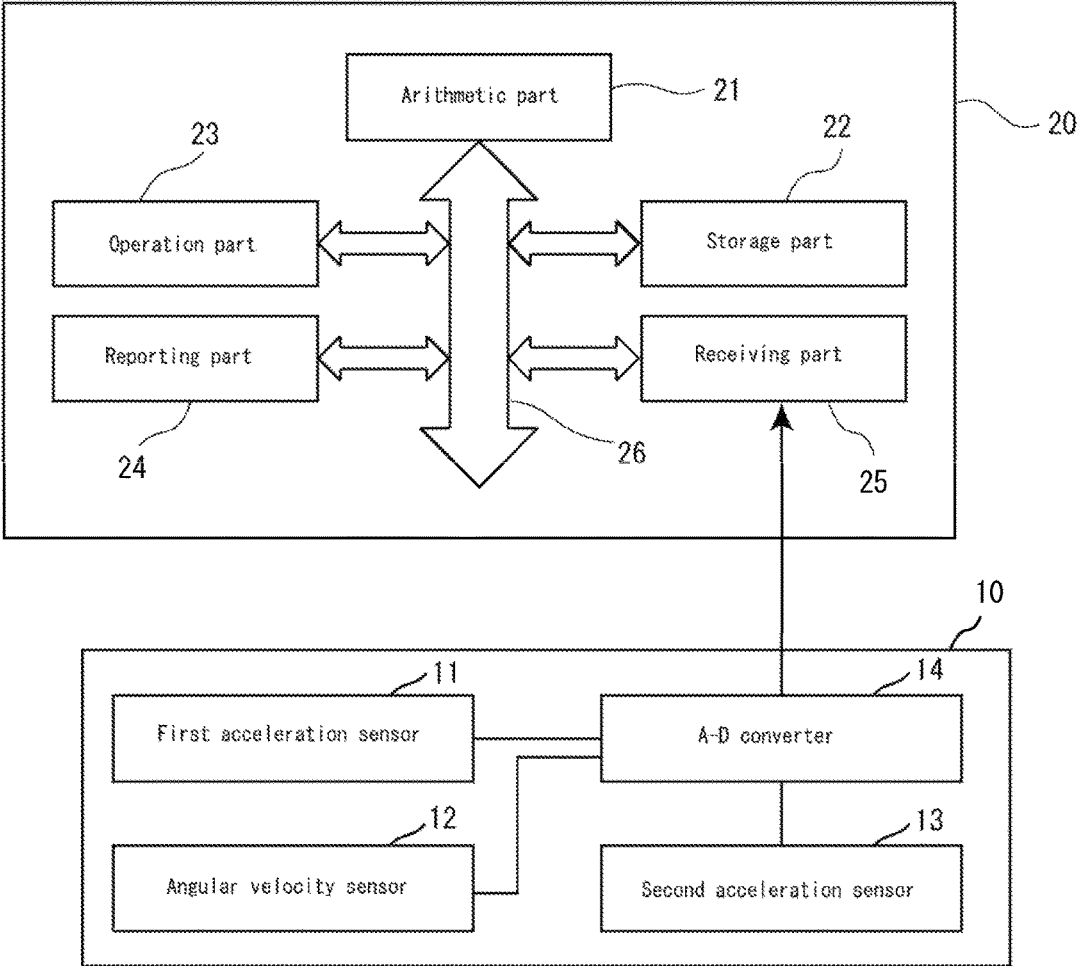 Arithmetic part
21
20
23
22
Operation part
Storage part
Reporting part
Receiving part
24
26
25
10
11
14
First acceleration sensor
A-D converter
12
13
Angular velocity sensor
Second acceleration sensor